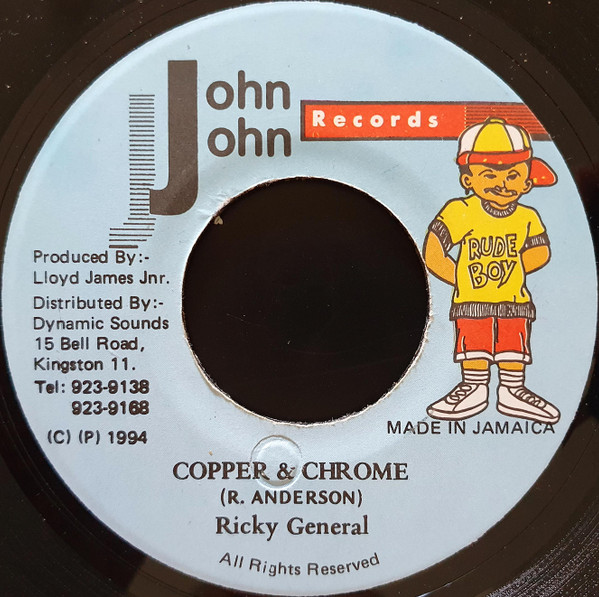 John
John
Records
RUDE
BOY
Produced By:-
Lloyd James Jnr.
Distributed By:-
Dynamic Sounds
15 Bell Road,
Kingston 11.
Tel: 923-9138
923-9168
(C) (P) 1994
MADE IN JAMAICA
COPPER & CHROME
(R. ANDERSON)
Ricky General
All Rights Reserved